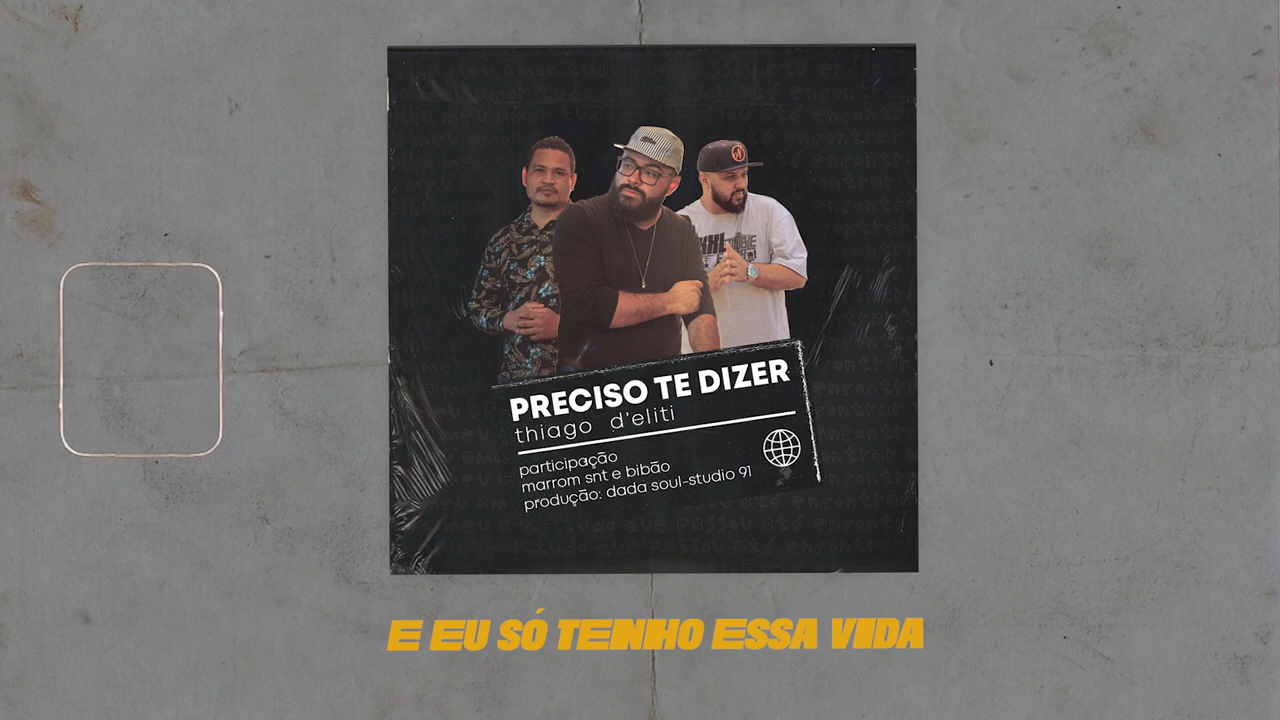 PRECISO TE DIZER
thiago d'eliti
participação
marrom snt e bibão
produção: dada soul-studio 91
E EU SÓ TENHO ESSA VIDA